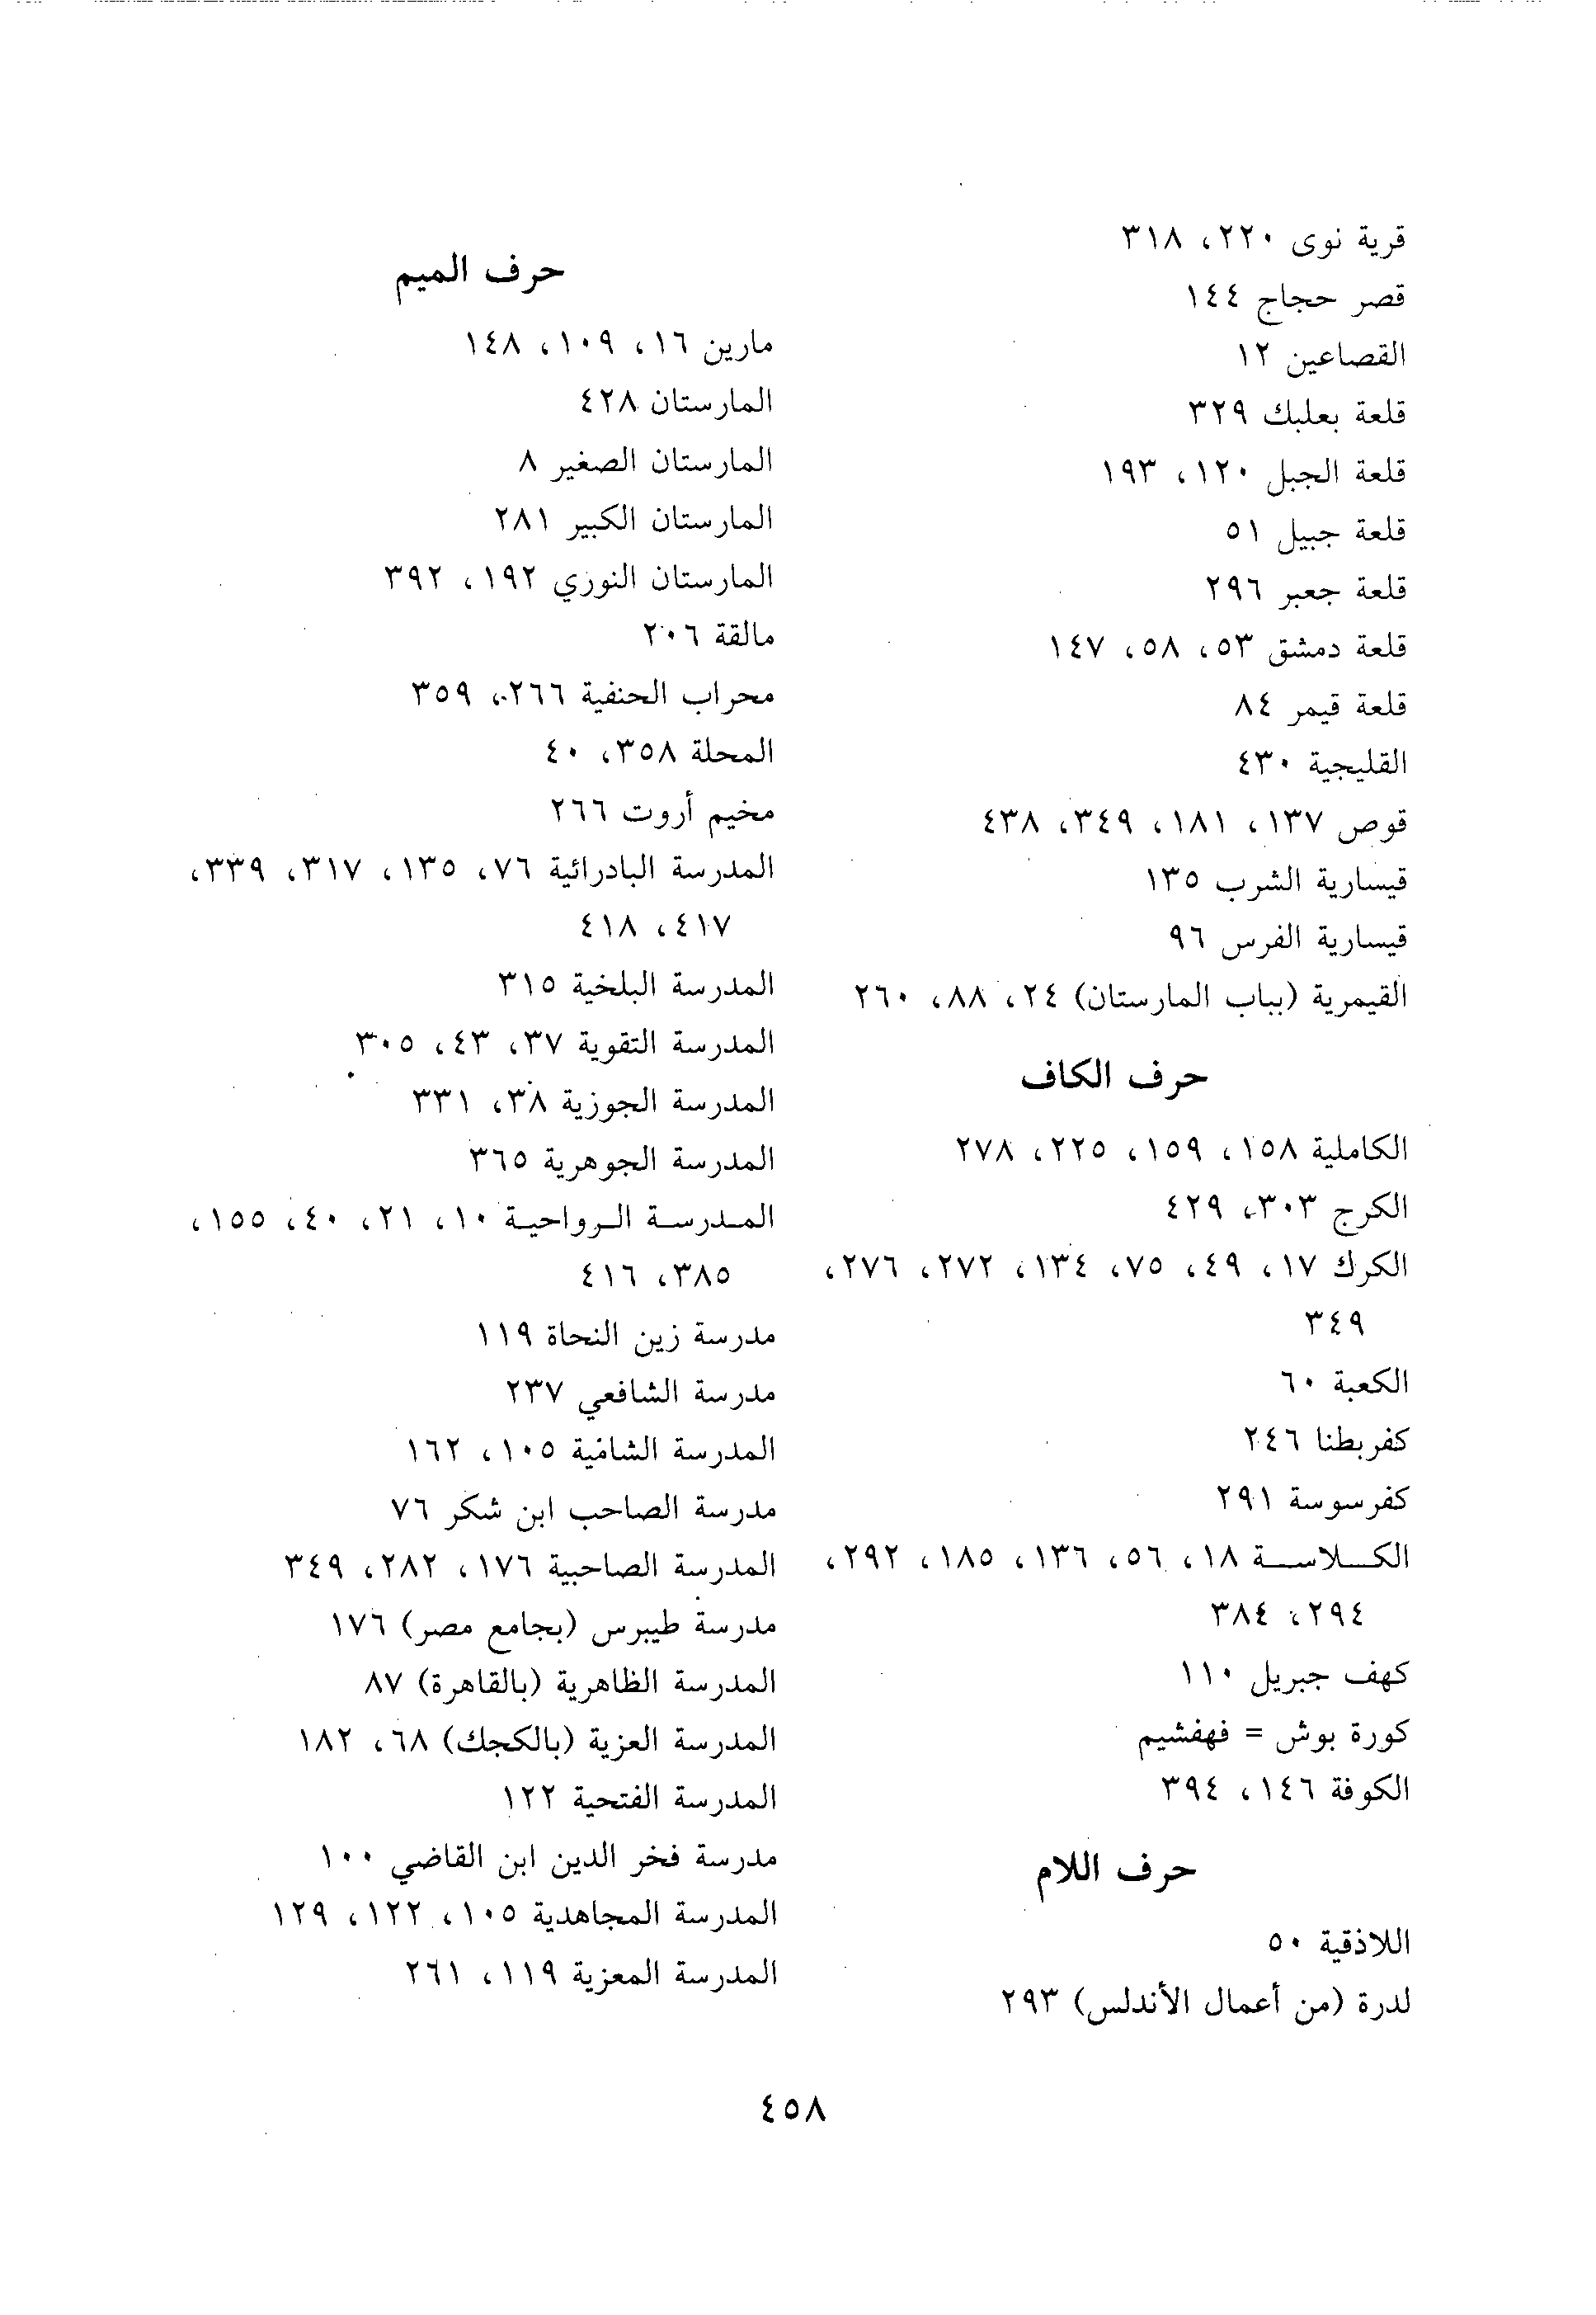 قرية نوى ٢٢٠، ٣١٨
قصر حجاج ١٤٤
القصاعين ١٢
قلعة بعلبك ٣٢٩
قلعة الجبل ١٢٠، ١٩٣
قلعة جبيل ٥١
قلعة جعبر ٢٩٦
قلعة دمشق ٥٣، ٥٨، ١٤٧
قلعة قيمر ٨٤
القليجية ٤٣٠
قوص ١٣٧، ١٨١، ٣٤٩، ٤٣٨
قيسارية الشرب ١٣٥
قيسارية الفرس ٩٦
القيمرية (بباب المارستان) ٢٤، ٨٨، ٢٦٠
حرف الكاف
الكاملية ١٥٨، ١٥٩، ٢٢٥، ٢٧٨
الكرج ٣٠٣، ٤٢٩
الكرك ١٧، ٤٩، ٧٥، ١٣٤، ٢٧٢، ٢٧٦،
٣٤٩
الكعبة ٦٠
كفربطنا ٢٤٦
كفرسوسة ٢٩١
الكلاسة ١٨، ٥٦، ١٣٦، ١٨٥، ٢٩٢،
٢٩٤، ٣٨٤
كهف جبريل ١١٠
كورة بوش = فهفشيم
الكوفة ١٤٦، ٣٩٤
حرف اللام
اللاذقية ٥٠
لدرة (من أعمال الأندلس) ٢٩٣
حرف الميم
مارين ١٦، ١٠٩، ١٤٨
المارستان ٤٢٨
المارستان الصغير ٨
المارستان الكبير ٢٨١
المارستان النوري ١٩٢، ٣٩٢
مالقة ٢٠٦
محراب الحنفية ٢٦٦، ٣٥٩
المحلة ٣٥٨، ٤٠
مخيم أروت ٢٦٦
المدرسة البادرائية ٧٦، ١٣٥، ٣١٧، ٣٣٩،
٤١٧، ٤١٨
المدرسة البلخية ٣١٥
المدرسة التقوية ٣٧، ٤٣، ٣٠٥
المدرسة الجوزية ٣٨، ٣٣١
المدرسة الجوهرية ٣٦٥
المدرسة الرواحية ١٠، ٢١، ٤٠، ١٥٥،
٣٨٥، ٤١٦
مدرسة زين النحاة ١١٩
مدرسة الشافعي ٢٣٧
المدرسة الشافية ١٠٥، ١٦٢
مدرسة الصاحب ابن شكر ٧٦
المدرسة الصاحبية ١٧٦، ٢٨٢، ٣٤٩
مدرسة طيبرس (بجامع مصر) ١٧٦
المدرسة الظاهرية (بالقاهرة) ٨٧
المدرسة العزية (بالكجك) ٦٨، ١٨٢
المدرسة الفتحية ١٢٢
مدرسة فخر الدين ابن القاضي ١٠٠
المدرسة المجاهدية ١٠٥، ١٢٢، ١٢٩
المدرسة المعزية ١١٩، ٢٦١
٤٥٨